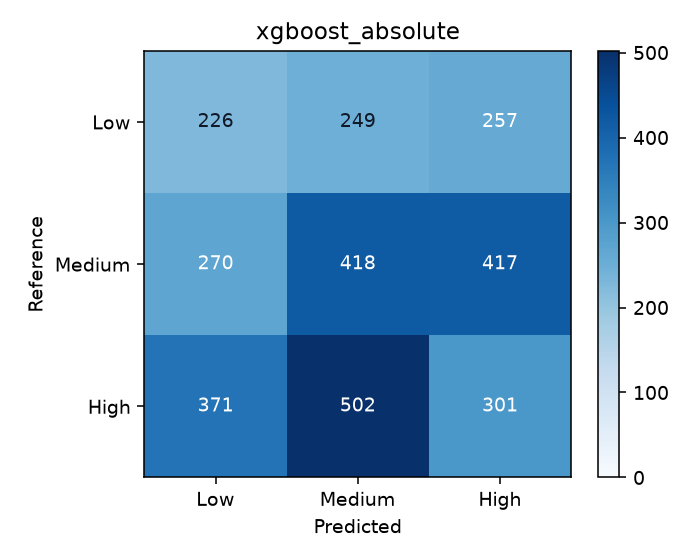 xgboost_absolute
Reference
Low 226 249 257
Medium 270 418 417
High 371 502 301
Low Medium High
Predicted
500
400
300
200
100
0